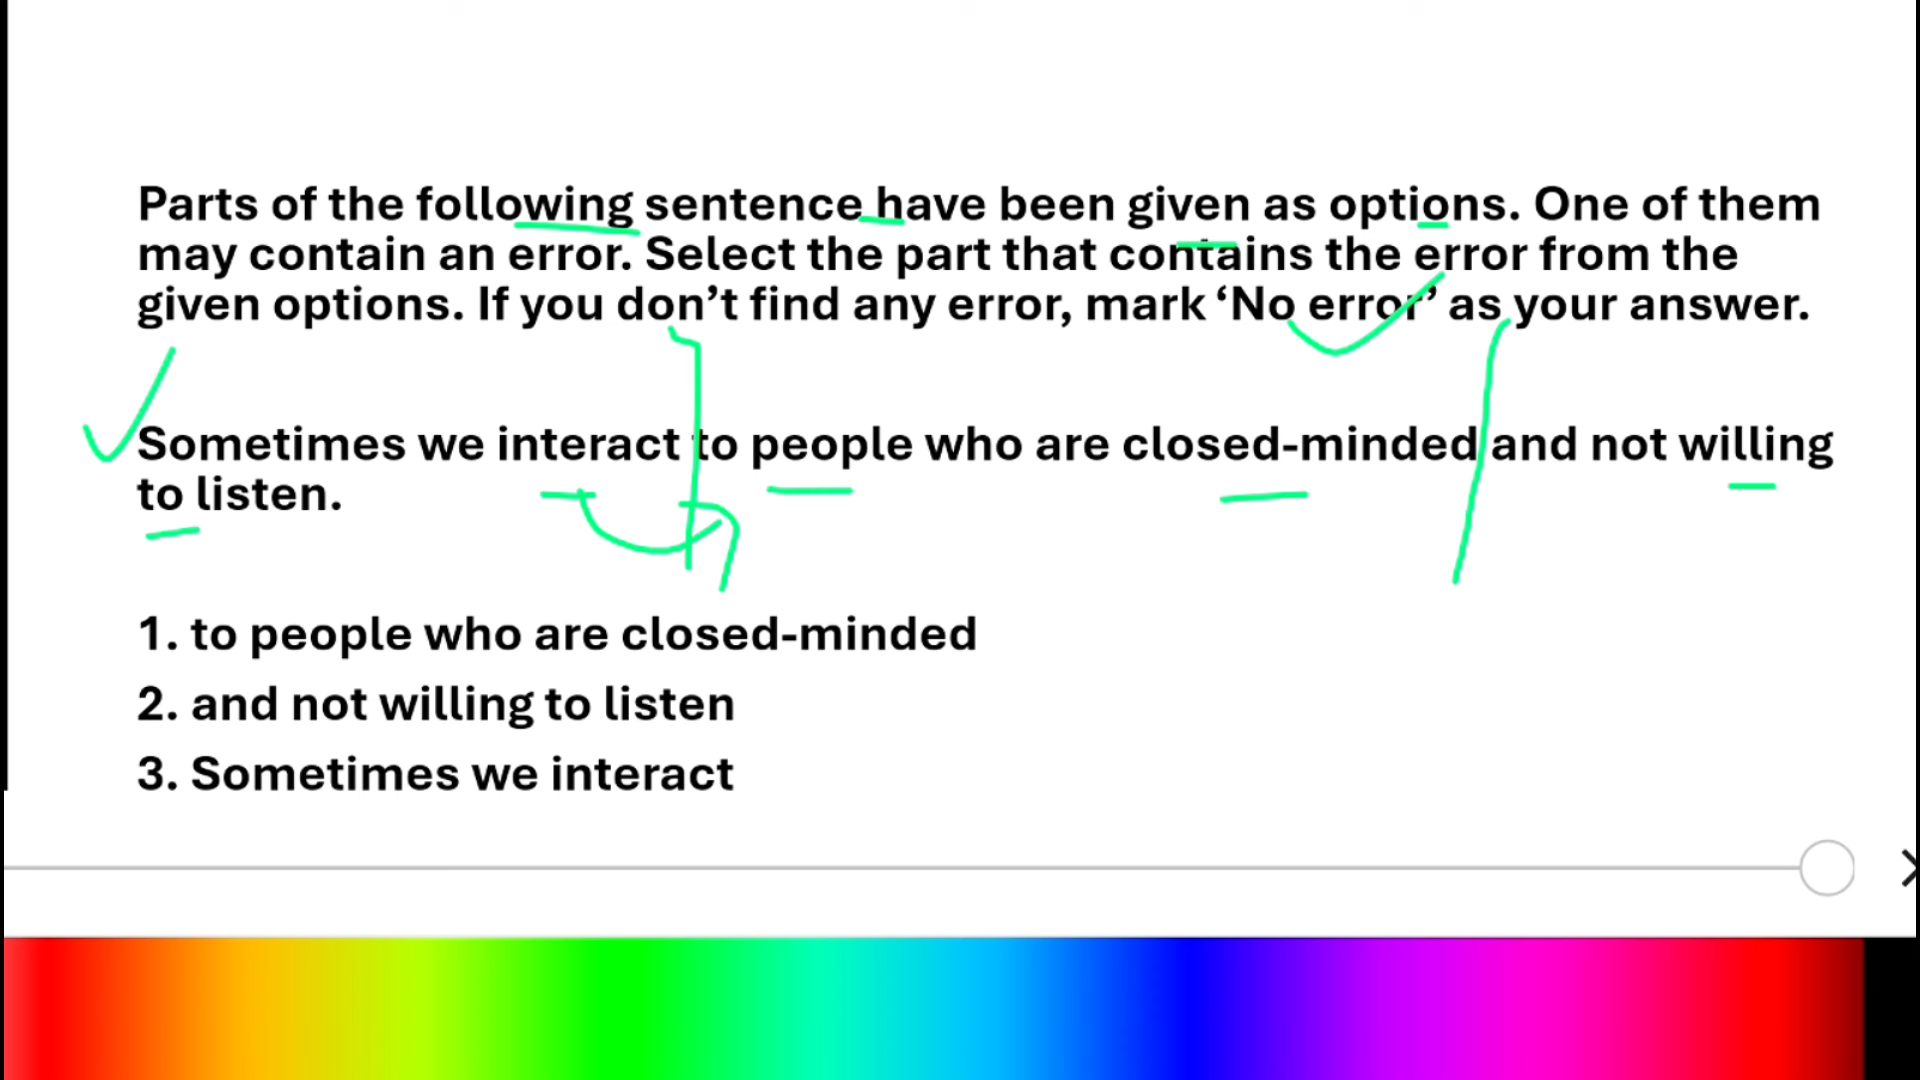 Parts of the following sentence have been given as options. One of them
may contain an error. Select the part that contains the error from the
given options. If you don’t find any error, mark ‘No error’ as your answer.
Sometimes we interact to people who are closed-minded and not willing
to listen.
1. to people who are closed-minded
2. and not willing to listen
3. Sometimes we interact